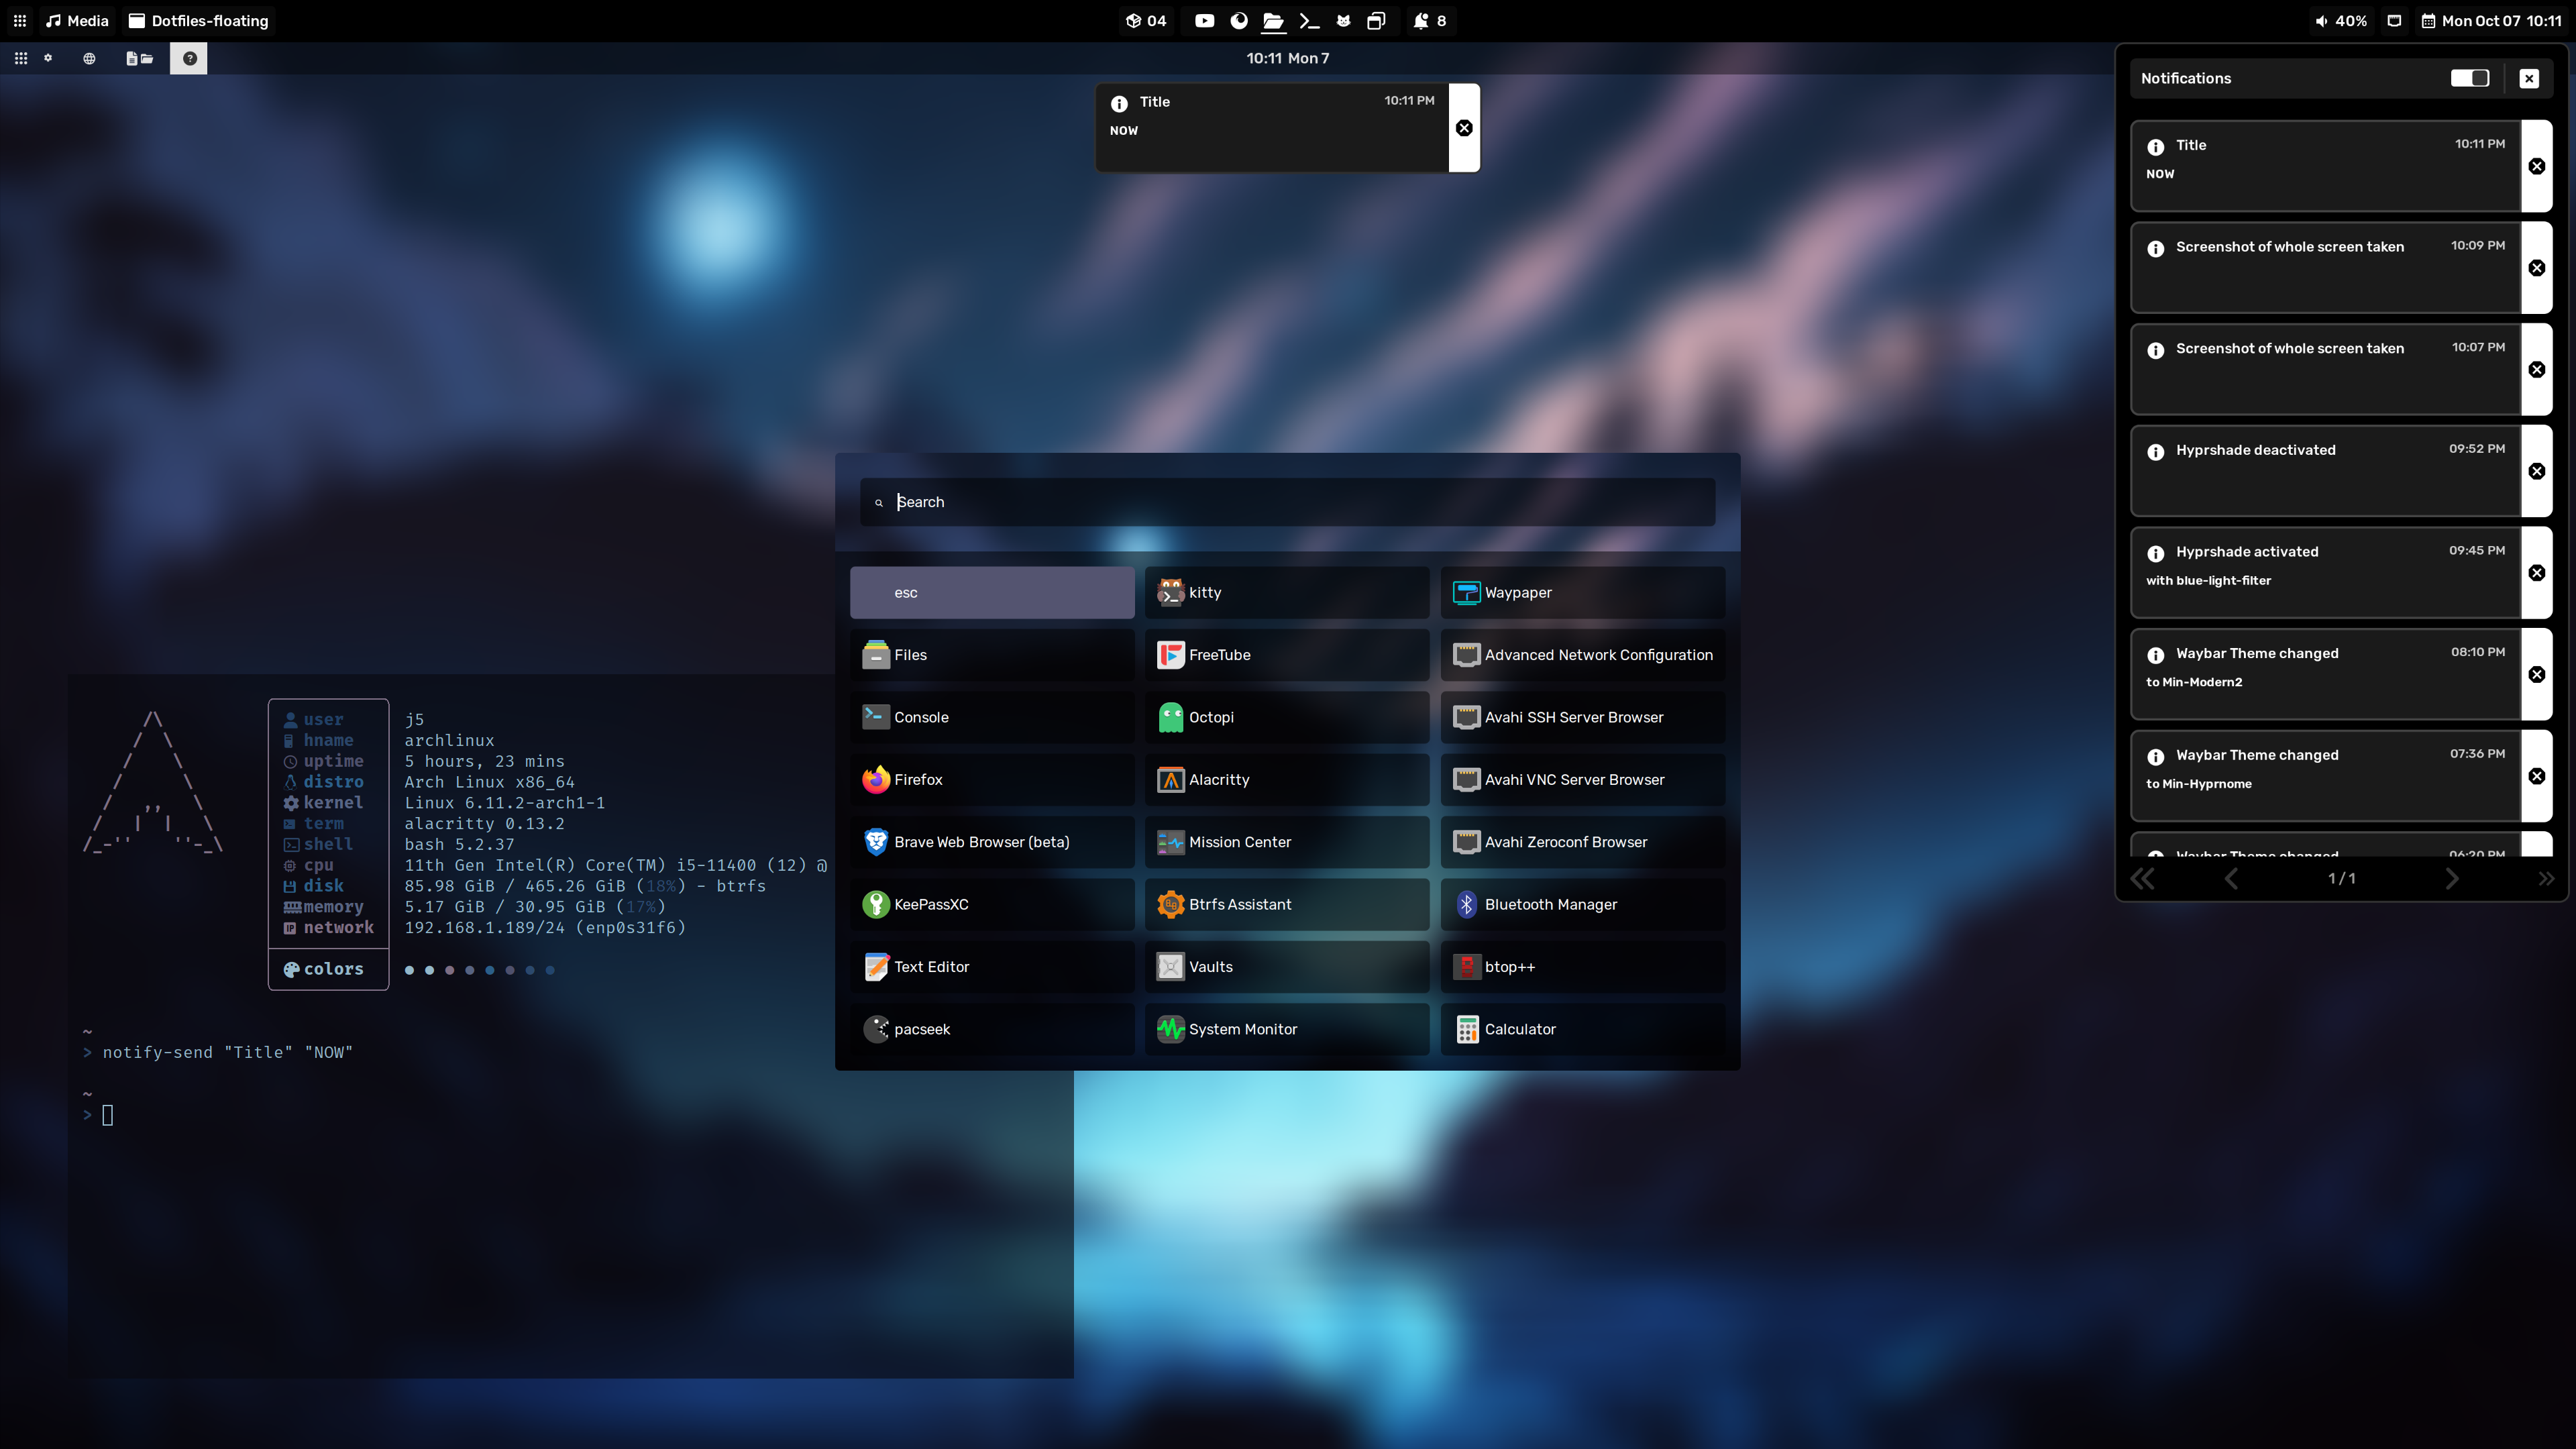 Media
Dotfiles-floating
04
8
40%
Mon Oct 07 10:11
10:11 Mon 7
Title
10:11 PM
NOW
Notifications
Title
10:11 PM
NOW
Screenshot of whole screen taken
10:09 PM
Screenshot of whole screen taken
10:07 PM
Hyprshade deactivated
09:52 PM
Hyprshade activated
09:45 PM
with blue-light-filter
Waybar Theme changed
08:10 PM
to Min-Modern2
Waybar Theme changed
07:36 PM
to Min-Hyprnome
Waybar Theme changed
06:20 PM
1/1
Search
esc
kitty
Waypaper
Files
FreeTube
Advanced Network Configuration
Console
Octopi
Avahi SSH Server Browser
Firefox
Alacritty
Avahi VNC Server Browser
Brave Web Browser (beta)
Mission Center
Avahi Zeroconf Browser
KeePassXC
Btrfs Assistant
Bluetooth Manager
Text Editor
Vaults
btop++
pacseek
System Monitor
Calculator
user j5
hname archlinux
uptime 5 hours, 23 mins
distro Arch Linux x86_64
kernel Linux 6.11.2-arch1-1
term alacritty 0.13.2
shell bash 5.2.37
cpu 11th Gen Intel(R) Core(TM) i5-11400 (12) @
disk 85.98 GiB / 465.26 GiB (18%) - btrfs
memory 5.17 GiB / 30.95 GiB (17%)
network 192.168.1.189/24 (enp0s31f6)
colors
~
> notify-send "Title" "NOW"
~
>